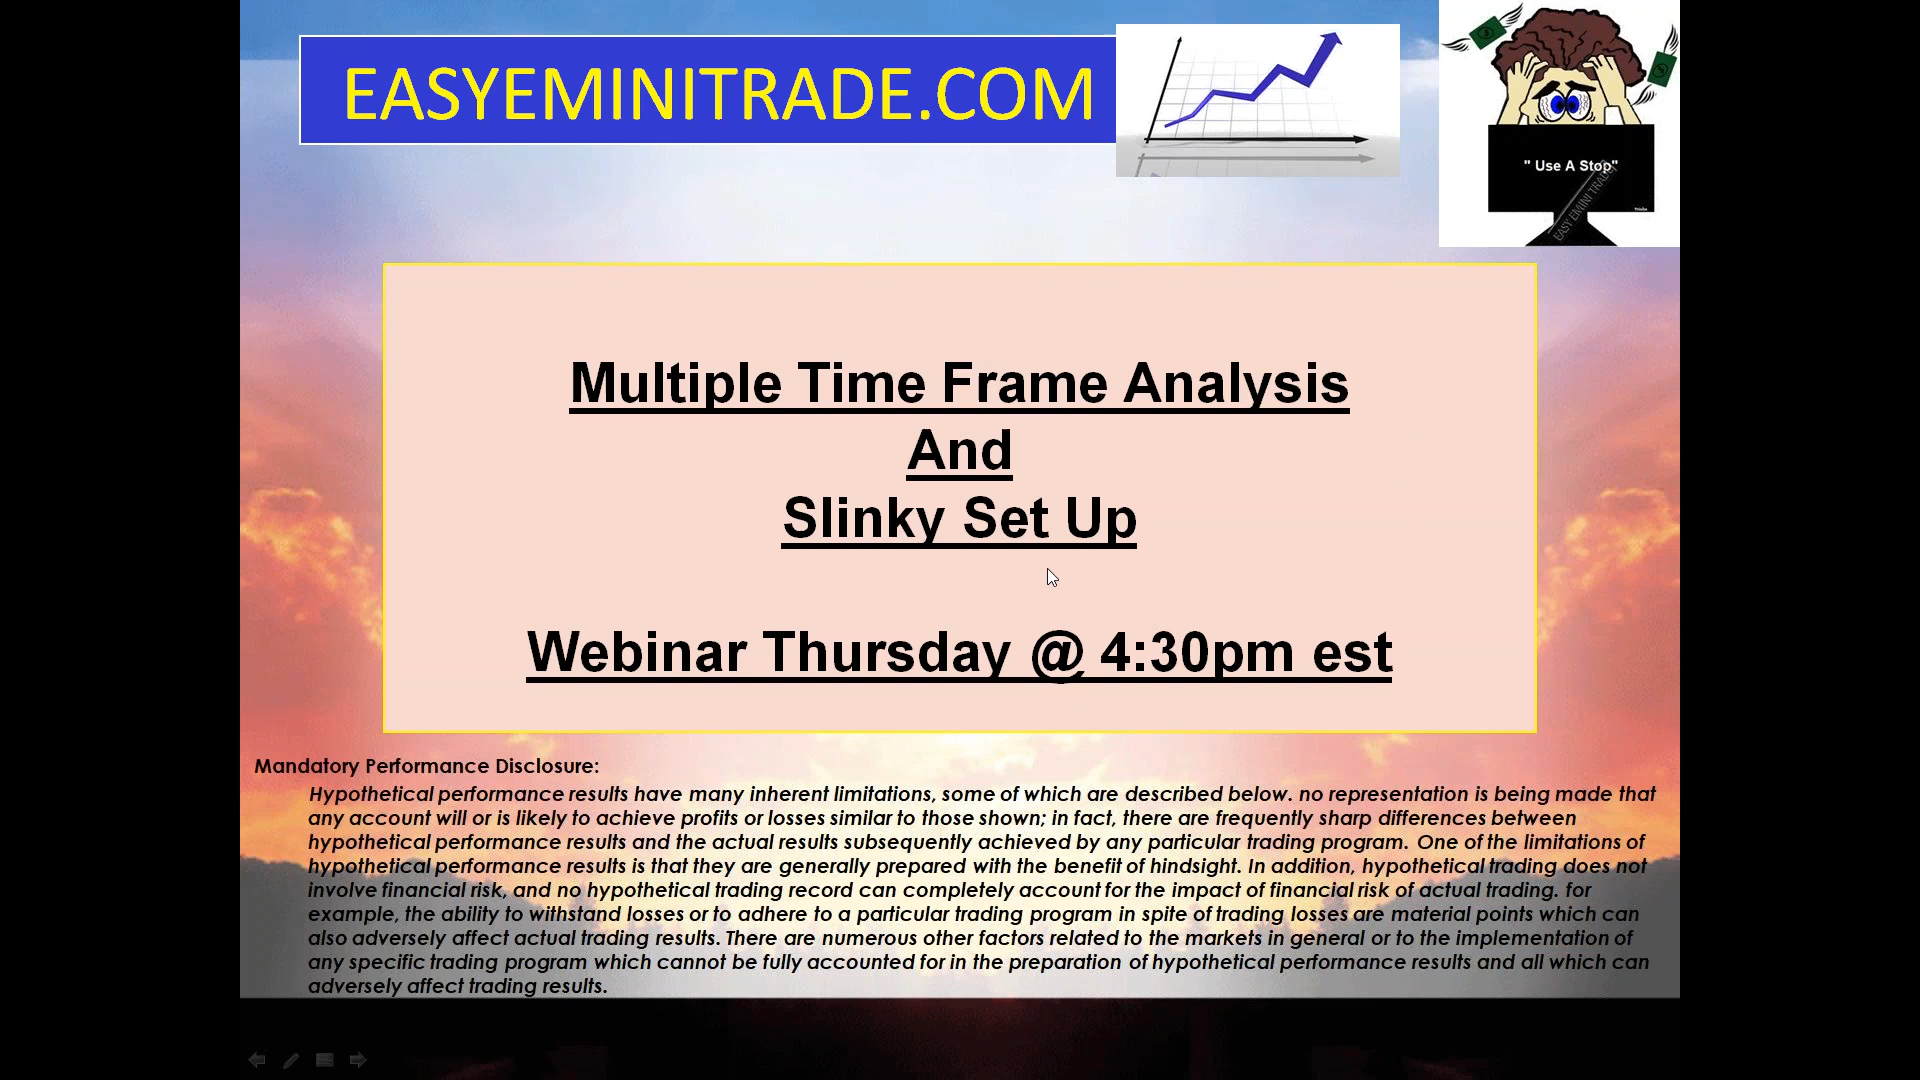 EASYEMINITRADE.COM
" Use A Stop"
EASY EMINI TRADE
Multiple Time Frame Analysis
And
Slinky Set Up
Webinar Thursday @ 4:30pm est
Mandatory Performance Disclosure:
Hypothetical performance results have many inherent limitations, some of which are described below. no representation is being made that
any account will or is likely to achieve profits or losses similar to those shown; in fact, there are frequently sharp differences between
hypothetical performance results and the actual results subsequently achieved by any particular trading program. One of the limitations of
hypothetical performance results is that they are generally prepared with the benefit of hindsight. In addition, hypothetical trading does not
involve financial risk, and no hypothetical trading record can completely account for the impact of financial risk of actual trading. for
example, the ability to withstand losses or to adhere to a particular trading program in spite of trading losses are material points which can
also adversely affect actual trading results. There are numerous other factors related to the markets in general or to the implementation of
any specific trading program which cannot be fully accounted for in the preparation of hypothetical performance results and all which can
adversely affect trading results.